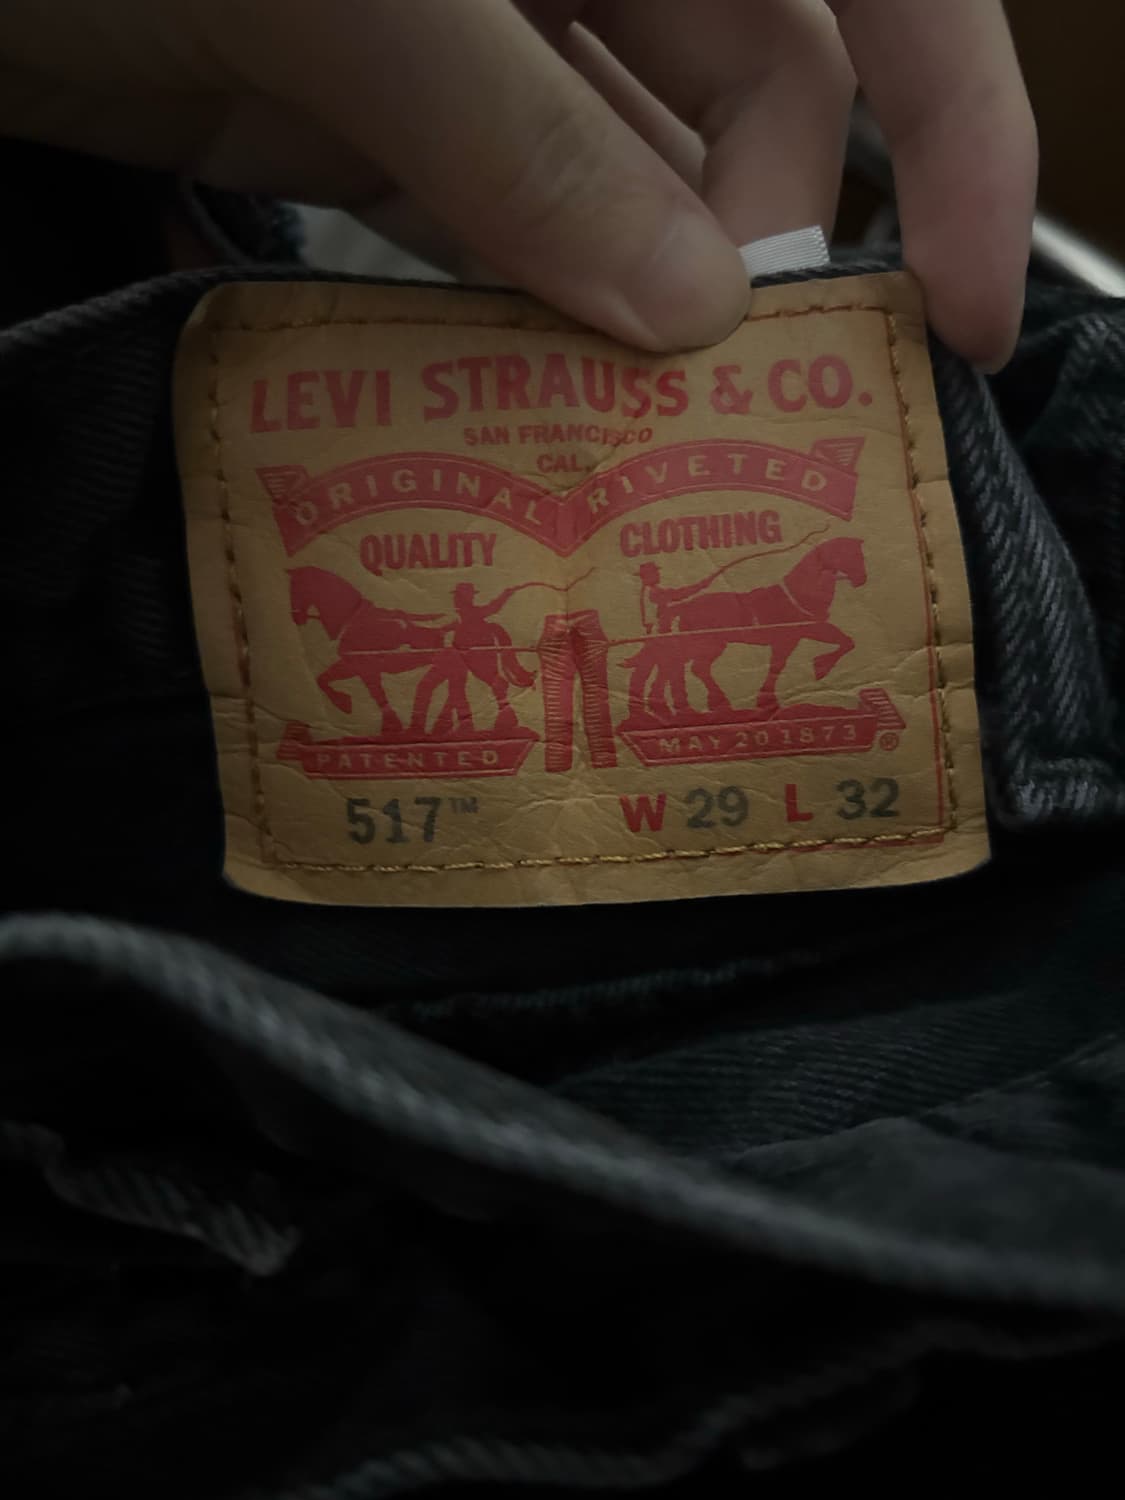 LEVI STRAUSS & CO.
SAN FRANCISCO
CAL.
ORIGINAL RIVETED
QUALITY CLOTHING
PATENTED MAY 20 1873 ®
517™ W 29 L 32